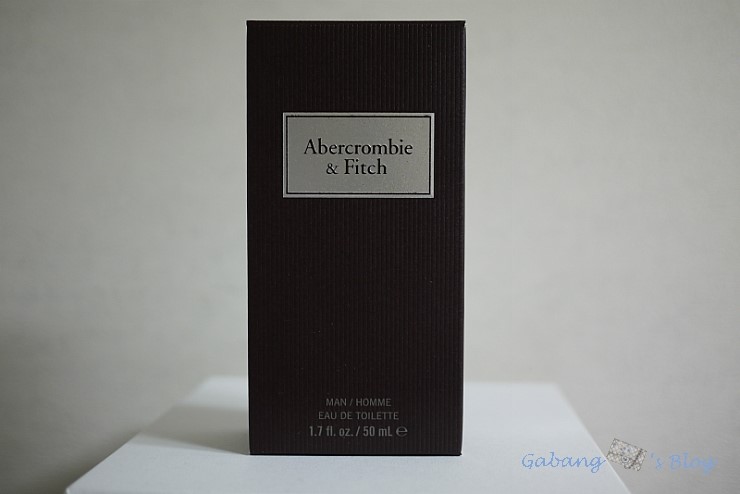 Abercrombie
& Fitch
MAN / HOMME
EAU DE TOILETTE
1.7 fl. oz. / 50 mL ℮
Gabang's Blog